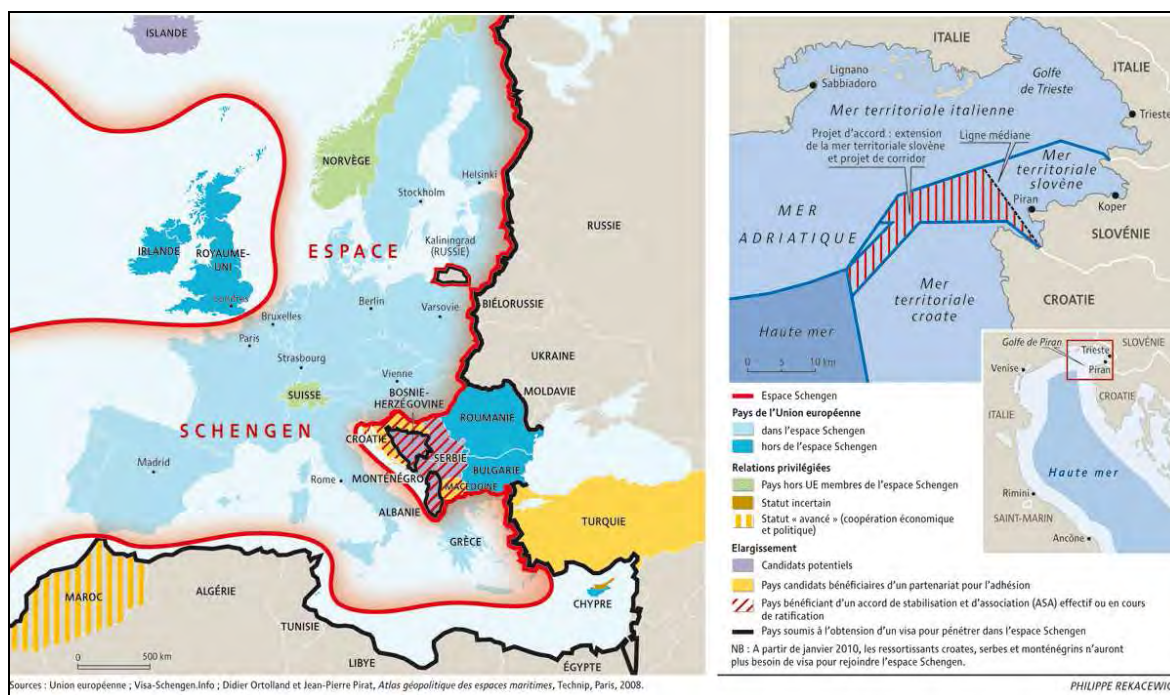 ISLANDE
NORVÈGE
Helsinki
Stockholm
RUSSIE
ESPACE
Kaliningrad
(RUSSIE)
IRLANDE
ROYAUME-
UNI
Londres
Berlin
Varsovie
BIÉLORUSSIE
Bruxelles
Paris
Strasbourg
UKRAINE
Vienne
MOLDAVIE
SUISSE
BOSNIE-
HERZÉGOVINE
ROUMANIE
SCHENGEN
CROATIE
SERBIE
Madrid
BULGARIE
Rome
MONTÉNÉGRO
MACÉDOINE
ALBANIE
TURQUIE
GRÈCE
MAROC
ALGÉRIE
CHYPRE
TUNISIE
LIBYE
ÉGYPTE
0 500 km
Sources : Union européenne ; Visa-Schengen.Info ; Didier Ortolland et Jean-Pierre Pirat, Atlas géopolitique des espaces maritimes, Technip, Paris, 2008.
ITALIE
Lignano
Sabbiadoro
Golfe
de Trieste
ITALIE
Mer territoriale italienne
Trieste
Projet d'accord : extension
de la mer territoriale slovène
et projet de corridor
Ligne médiane
Mer
territoriale
slovène
Piran
Koper
MER
ADRIATIQUE
SLOVÉNIE
Mer
territoriale
croate
CROATIE
Haute mer
0 5 10 km
Golfe de Piran
SLOVÉNIE
Trieste
Venise
Piran
CROATIE
ITALIE
Haute mer
Rimini
SAINT-MARIN
Ancône
Espace Schengen
Pays de l'Union européenne
dans l'espace Schengen
hors de l'espace Schengen
Relations privilégiées
Pays hors UE membres de l'espace Schengen
Statut incertain
Statut « avancé » (coopération économique
et politique)
Elargissement
Candidats potentiels
Pays candidats bénéficiaires d'un partenariat pour l'adhésion
Pays bénéficiant d'un accord de stabilisation et d'association (ASA) effectif ou en cours
de ratification
Pays soumis à l'obtention d'un visa pour pénétrer dans l'espace Schengen
NB : A partir de janvier 2010, les ressortissants croates, serbes et monténégrins n'auront
plus besoin de visa pour rejoindre l'espace Schengen.
PHILIPPE REKACEWICZ